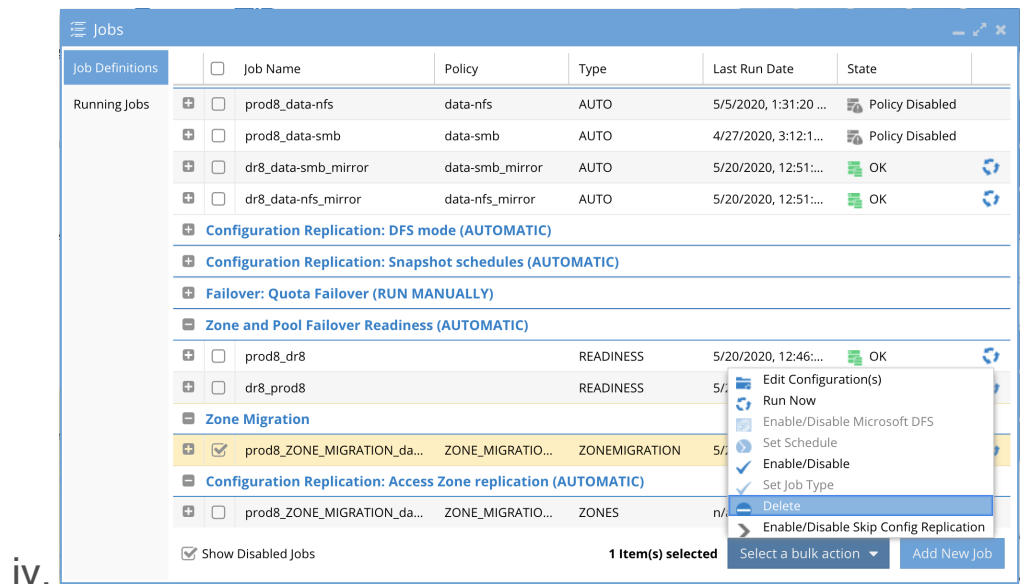 Jobs
Job Definitions
Running Jobs
Job Name Policy Type Last Run Date State
prod8_data-nfs data-nfs AUTO 5/5/2020, 1:31:20 ... Policy Disabled
prod8_data-smb data-smb AUTO 4/27/2020, 3:12:1... Policy Disabled
dr8_data-smb_mirror data-smb_mirror AUTO 5/20/2020, 12:51:... OK
dr8_data-nfs_mirror data-nfs_mirror AUTO 5/20/2020, 12:51:... OK
Configuration Replication: DFS mode (AUTOMATIC)
Configuration Replication: Snapshot schedules (AUTOMATIC)
Failover: Quota Failover (RUN MANUALLY)
Zone and Pool Failover Readiness (AUTOMATIC)
prod8_dr8 READINESS 5/20/2020, 12:46:... OK
dr8_prod8 READINESS 5/2
Zone Migration
prod8_ZONE_MIGRATION_da... ZONE_MIGRATIO... ZONEMIGRATION 5/2
Configuration Replication: Access Zone replication (AUTOMATIC)
prod8_ZONE_MIGRATION_da... ZONE_MIGRATIO... ZONES n/
Edit Configuration(s)
Run Now
Enable/Disable Microsoft DFS
Set Schedule
Enable/Disable
Set Job Type
Delete
Enable/Disable Skip Config Replication
Show Disabled Jobs 1 Item(s) selected Select a bulk action Add New Job
iv.